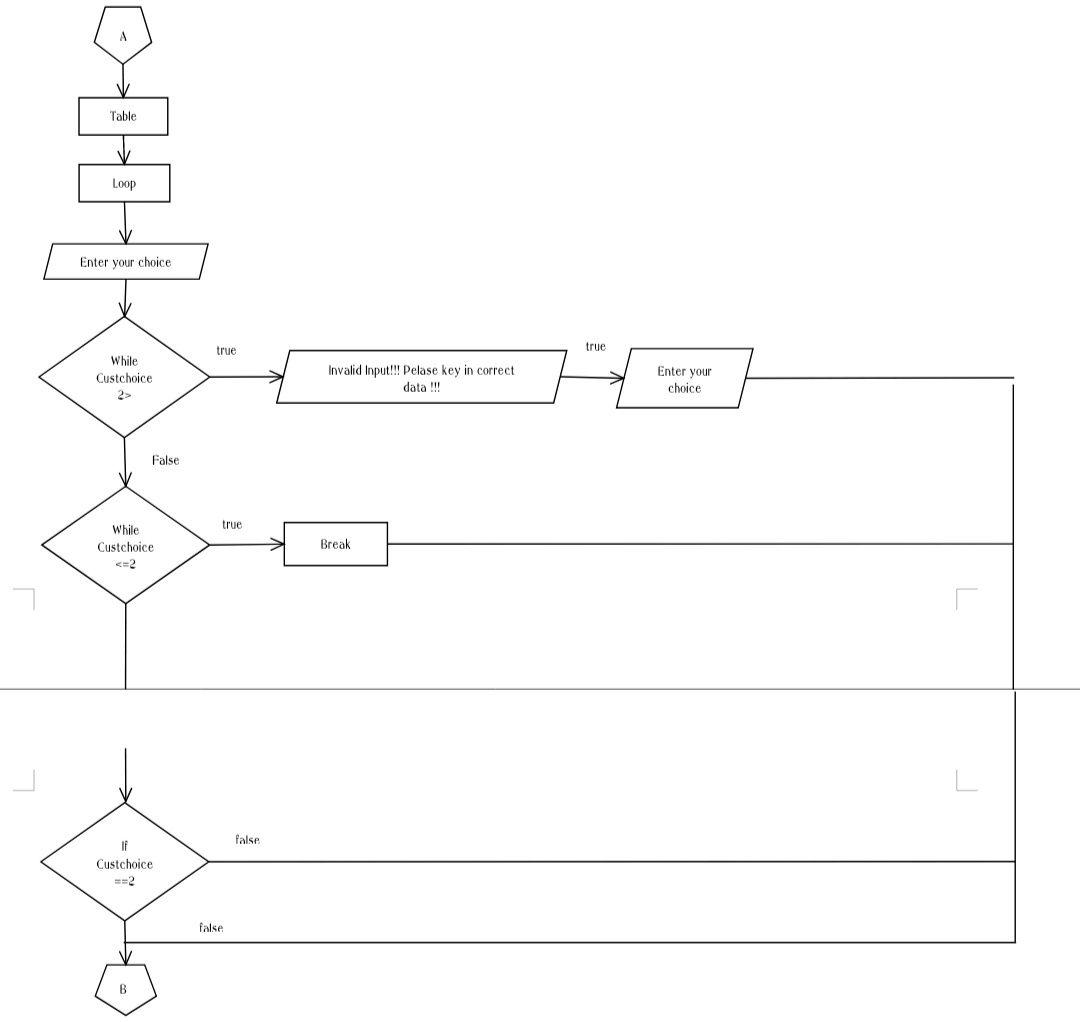 A
Table
Loop
Enter your choice
While
Custchoice
2>
true
Invalid Input!!! Pelase key in correct
data !!!
true
Enter your
choice
False
While
Custchoice
<=2
true
Break
If
Custchoice
==2
false
false
B